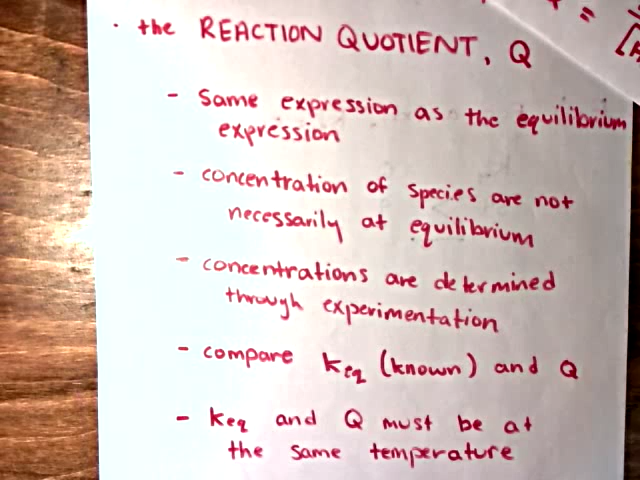 · the REACTION QUOTIENT, Q
- Same expression as the equilibrium
expression
- concentration of species are not
necessarily at equilibrium
- concentrations are determined
through experimentation
- compare Keq (known) and Q
- Keq and Q must be at
the same temperature